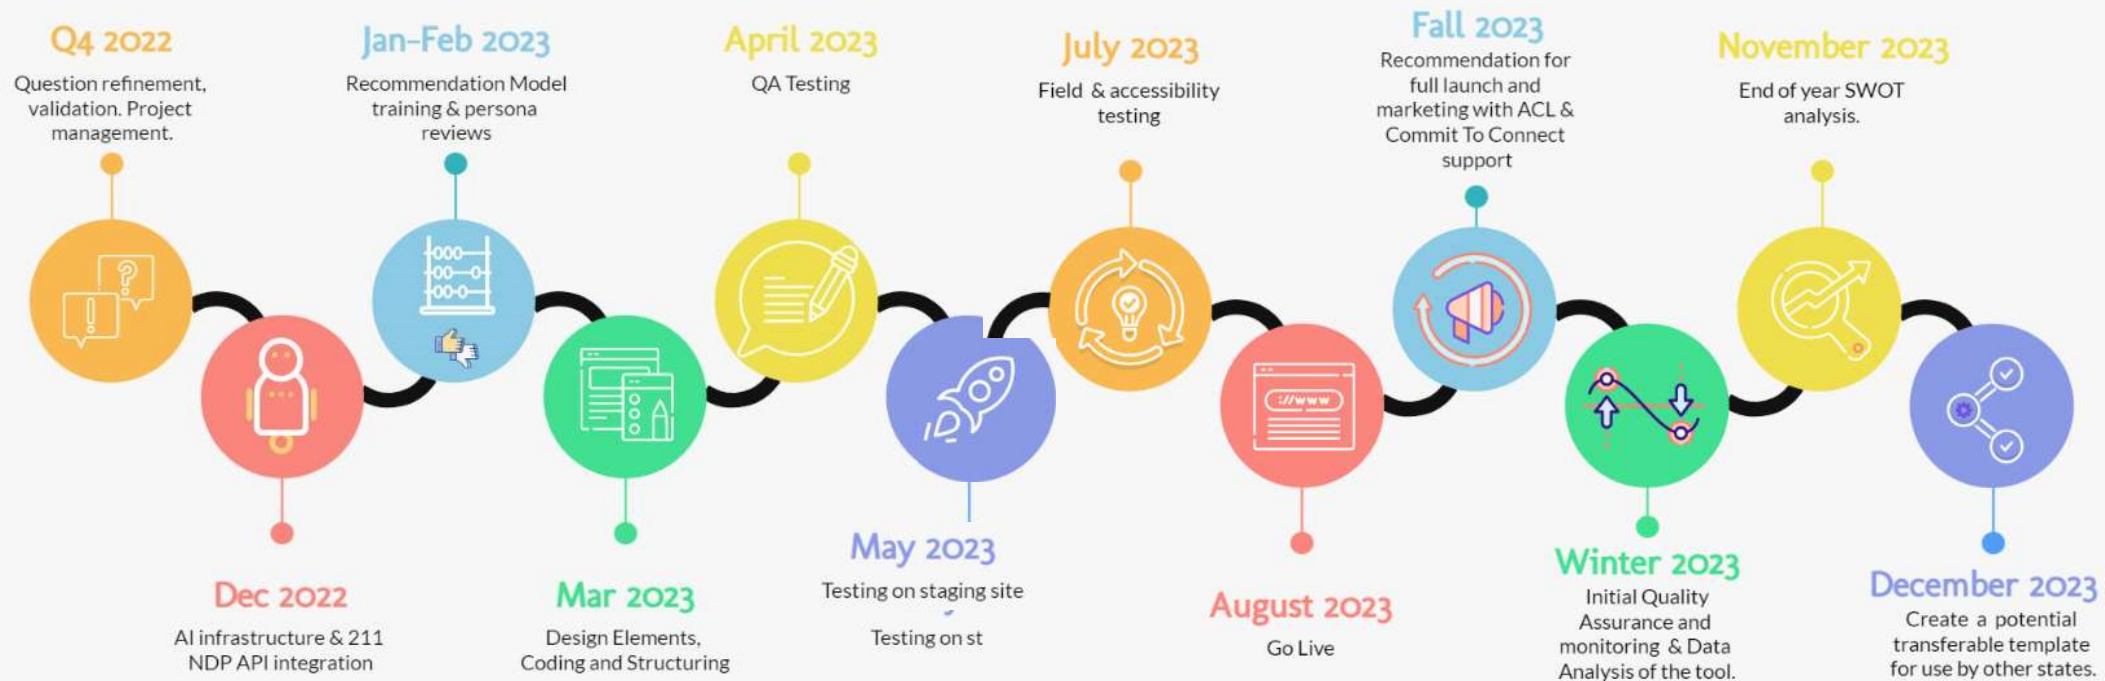 Q4 2022
Question refinement,
validation. Project
management.
Dec 2022
AI infrastructure & 211
NDP API integration
Jan-Feb 2023
Recommendation Model
training & persona
reviews
Mar 2023
Design Elements,
Coding and Structuring
April 2023
QA Testing
May 2023
Testing on staging site
Testing on st
July 2023
Field & accessibility
testing
August 2023
Go Live
://www
Fall 2023
Recommendation for
full launch and
marketing with ACL &
Commit To Connect
support
Winter 2023
Initial Quality
Assurance and
monitoring & Data
Analysis of the tool.
November 2023
End of year SWOT
analysis.
December 2023
Create a potential
transferable template
for use by other states.